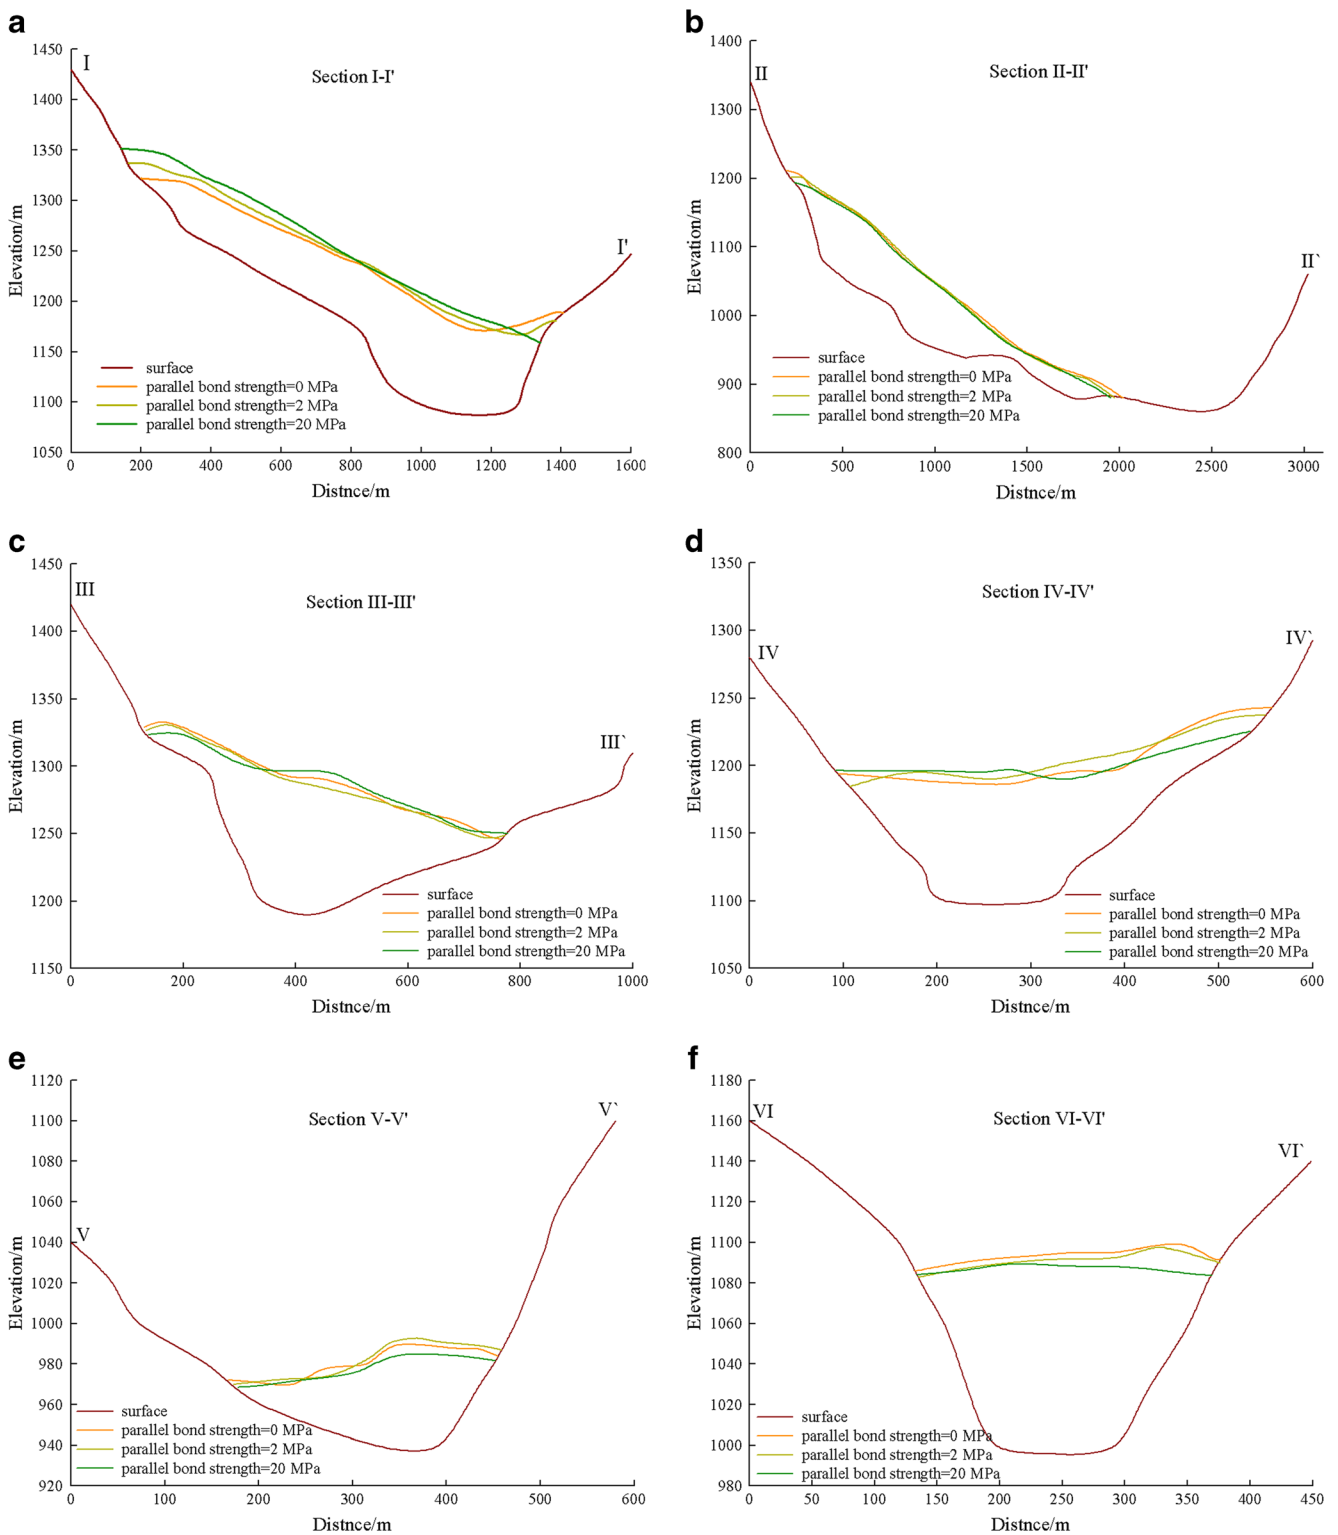 a
Section I-I'
I
I'
1450
1400
1350
1300
1250
1200
1150
1100
1050
Elevation/m
surface
parallel bond strength=0 MPa
parallel bond strength=2 MPa
parallel bond strength=20 MPa
0 200 400 600 800 1000 1200 1400 1600
Distnce/m
b
Section II-II'
II
II`
1400
1300
1200
1100
1000
900
800
Elevation/m
surface
parallel bond strength=0 MPa
parallel bond strength=2 MPa
parallel bond strength=20 MPa
0 500 1000 1500 2000 2500 3000
Distnce/m
c
Section III-III'
III
III`
1450
1400
1350
1300
1250
1200
1150
Elevation/m
surface
parallel bond strength=0 MPa
parallel bond strength=2 MPa
parallel bond strength=20 MPa
0 200 400 600 800 1000
Distnce/m
d
Section IV-IV'
IV
IV`
1350
1300
1250
1200
1150
1100
1050
Elevation/m
surface
parallel bond strength=0 MPa
parallel bond strength=2 MPa
parallel bond strength=20 MPa
0 100 200 300 400 500 600
Distnce/m
e
Section V-V'
V
V`
1120
1100
1080
1060
1040
1020
1000
980
960
940
920
Elevation/m
surface
parallel bond strength=0 MPa
parallel bond strength=2 MPa
parallel bond strength=20 MPa
0 100 200 300 400 500 600
Distnce/m
f
Section VI-VI'
VI
VI`
1180
1160
1140
1120
1100
1080
1060
1040
1020
1000
980
Elevation/m
surface
parallel bond strength=0 MPa
parallel bond strength=2 MPa
parallel bond strength=20 MPa
0 50 100 150 200 250 300 350 400 450
Distnce/m